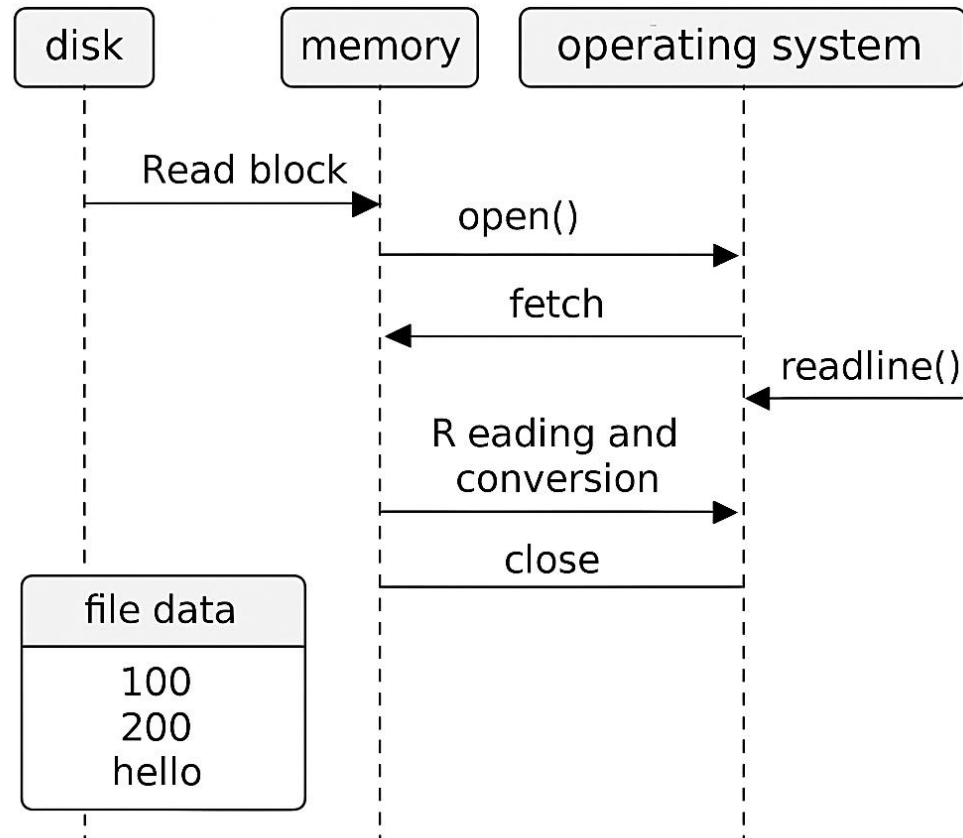 disk
memory
operating system
Read block
open()
fetch
readline()
R eading and
conversion
close
file data
100
200
hello